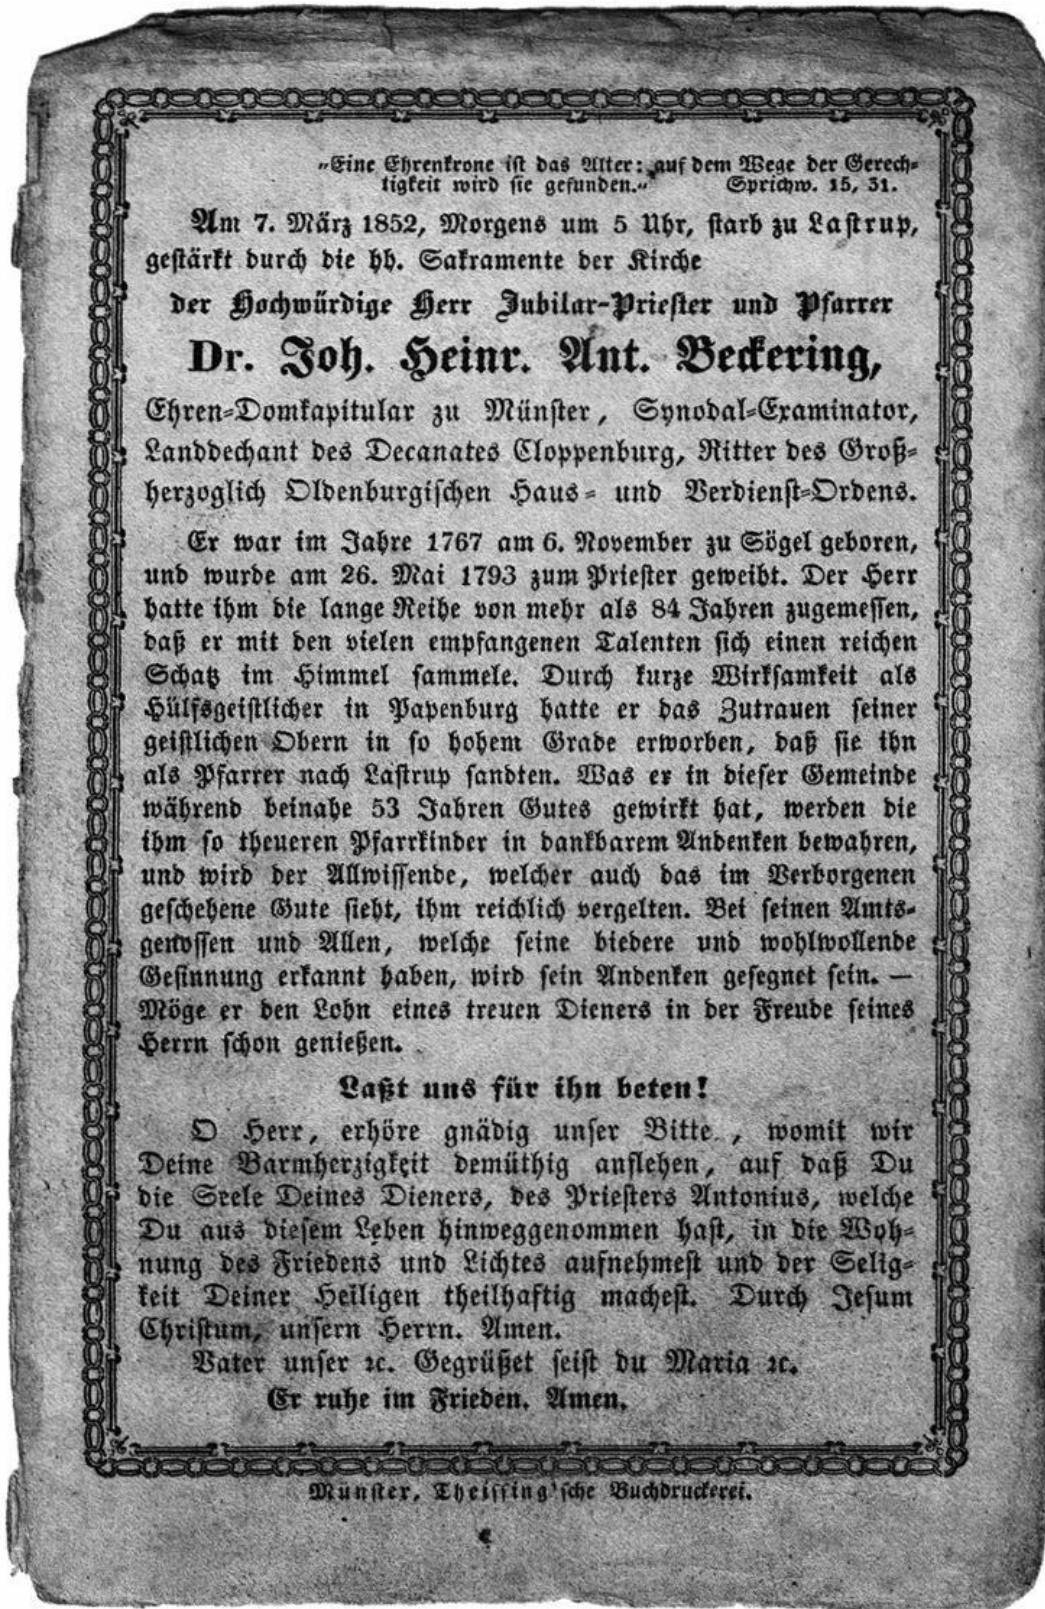 „Eine Ehrenkrone ist das Alter: auf dem Wege der Gerech-
tigkeit wird sie gefunden.“ Sprichw. 15, 31.
Am 7. März 1852, Morgens um 5 Uhr, starb zu Lastrup,
gestärkt durch die hh. Sakramente der Kirche
der Hochwürdige Herr Jubilar-Priester und Pfarrer
Dr. Joh. Heinr. Ant. Beckering,
Ehren-Domkapitular zu Münster, Synodal-Examinator,
Landdechant des Decanates Cloppenburg, Ritter des Groß-
herzoglich Oldenburgischen Haus- und Verdienst-Ordens.
Er war im Jahre 1767 am 6. November zu Sögel geboren,
und wurde am 26. Mai 1793 zum Priester geweiht. Der Herr
hatte ihm die lange Reihe von mehr als 84 Jahren zugemessen,
daß er mit den vielen empfangenen Talenten sich einen reichen
Schatz im Himmel sammele. Durch kurze Wirksamkeit als
Hülfsgeistlicher in Papenburg hatte er das Zutrauen seiner
geistlichen Obern in so hohem Grade erworben, daß sie ihn
als Pfarrer nach Lastrup sandten. Was er in dieser Gemeinde
während beinahe 53 Jahren Gutes gewirkt hat, werden die
ihm so theueren Pfarrkinder in dankbarem Andenken bewahren,
und wird der Allwissende, welcher auch das im Verborgenen
geschehene Gute sieht, ihm reichlich vergelten. Bei seinen Amts-
genossen und Allen, welche seine biedere und wohlwollende
Gesinnung erkannt haben, wird sein Andenken gesegnet sein. —
Möge er den Lohn eines treuen Dieners in der Freude seines
Herrn schon genießen.
Laßt uns für ihn beten!
O Herr, erhöre gnädig unser Bitte, womit wir
Deine Barmherzigkeit demüthig anflehen, auf daß Du
die Seele Deines Dieners, des Priesters Antonius, welche
Du aus diesem Leben hinweggenommen hast, in die Woh-
nung des Friedens und Lichtes aufnehmest und der Selig-
keit Deiner Heiligen theilhaftig machest. Durch Jesum
Christum, unsern Herrn. Amen.
Vater unser ꝛc. Gegrüßet seist du Maria ꝛc.
Er ruhe im Frieden. Amen.
Münster, Theissing'sche Buchdruckerei.